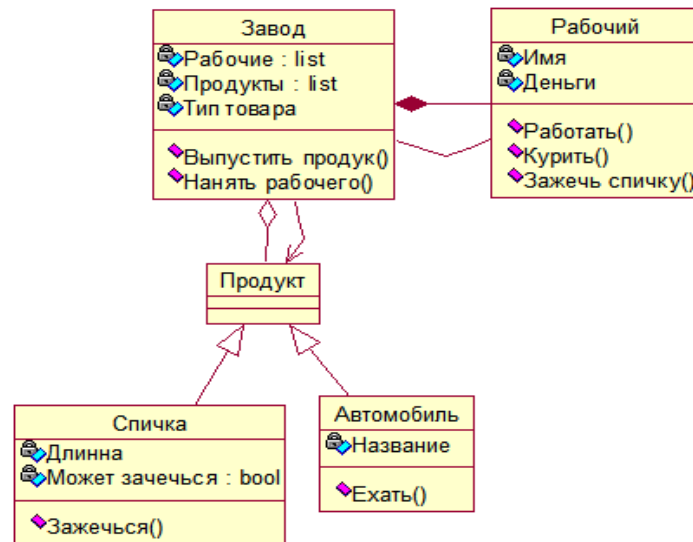 Завод
Рабочие : list
Продукты : list
Тип товара
Выпустить продук()
Нанять рабочего()
Рабочий
Имя
Деньги
Работать()
Курить()
Зажечь спичку()
Продукт
Спичка
Длинна
Может зачечься : bool
Зажечься()
Автомобиль
Название
Ехать()